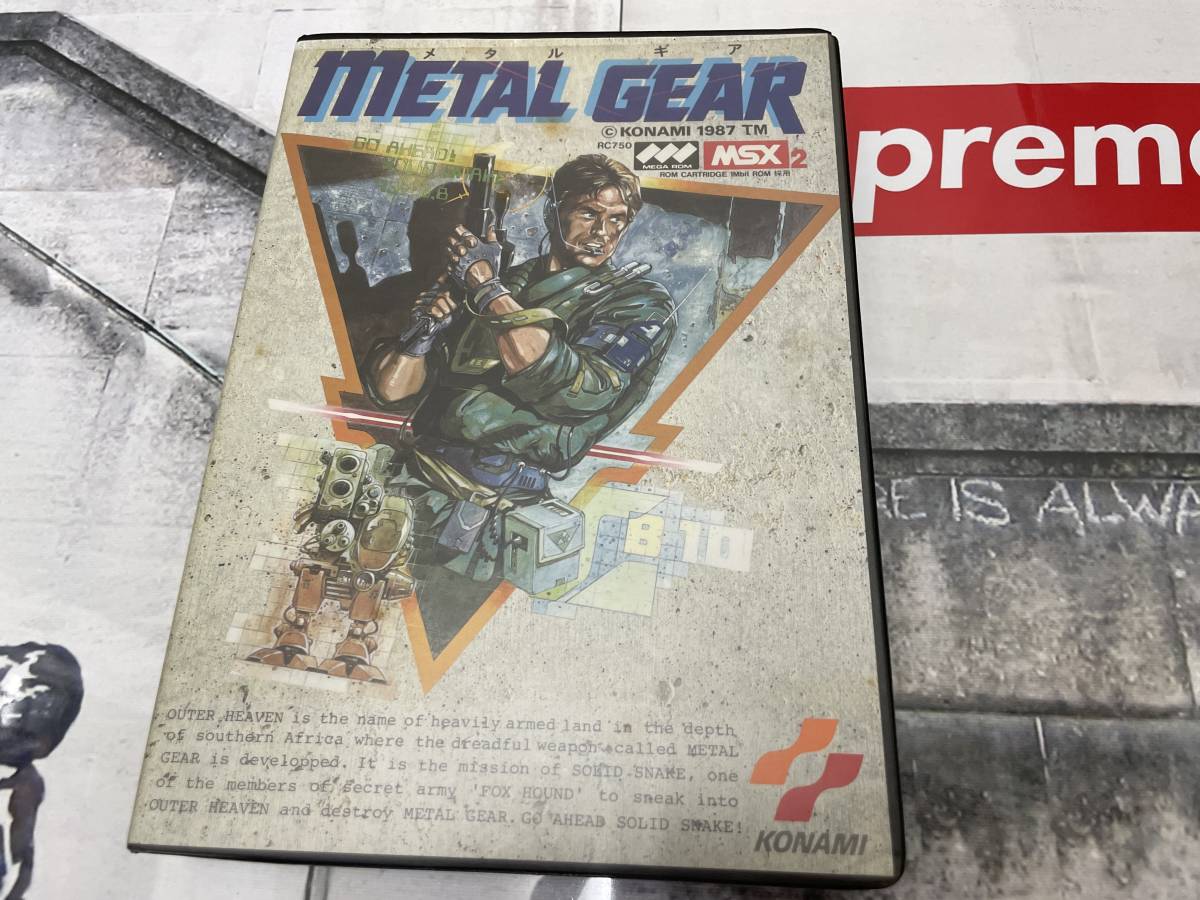 メタル ギア
METAL GEAR
© KONAMI 1987 TM
RC750 MEGA ROM MSX 2
ROM CARTRIDGE 1Mbit ROM 採用
GO AHEAD!
B 10
OUTER HEAVEN is the name of heavily armed land in the depth
of southern Africa where the dreadful weapon called METAL
GEAR is developped. It is the mission of SOLID SNAKE, one
of the members of secret army 'FOX HOUND' to sneak into
OUTER HEAVEN and destroy METAL GEAR. GO AHEAD SOLID SNAKE!
KONAMI
preme
RE IS ALWA